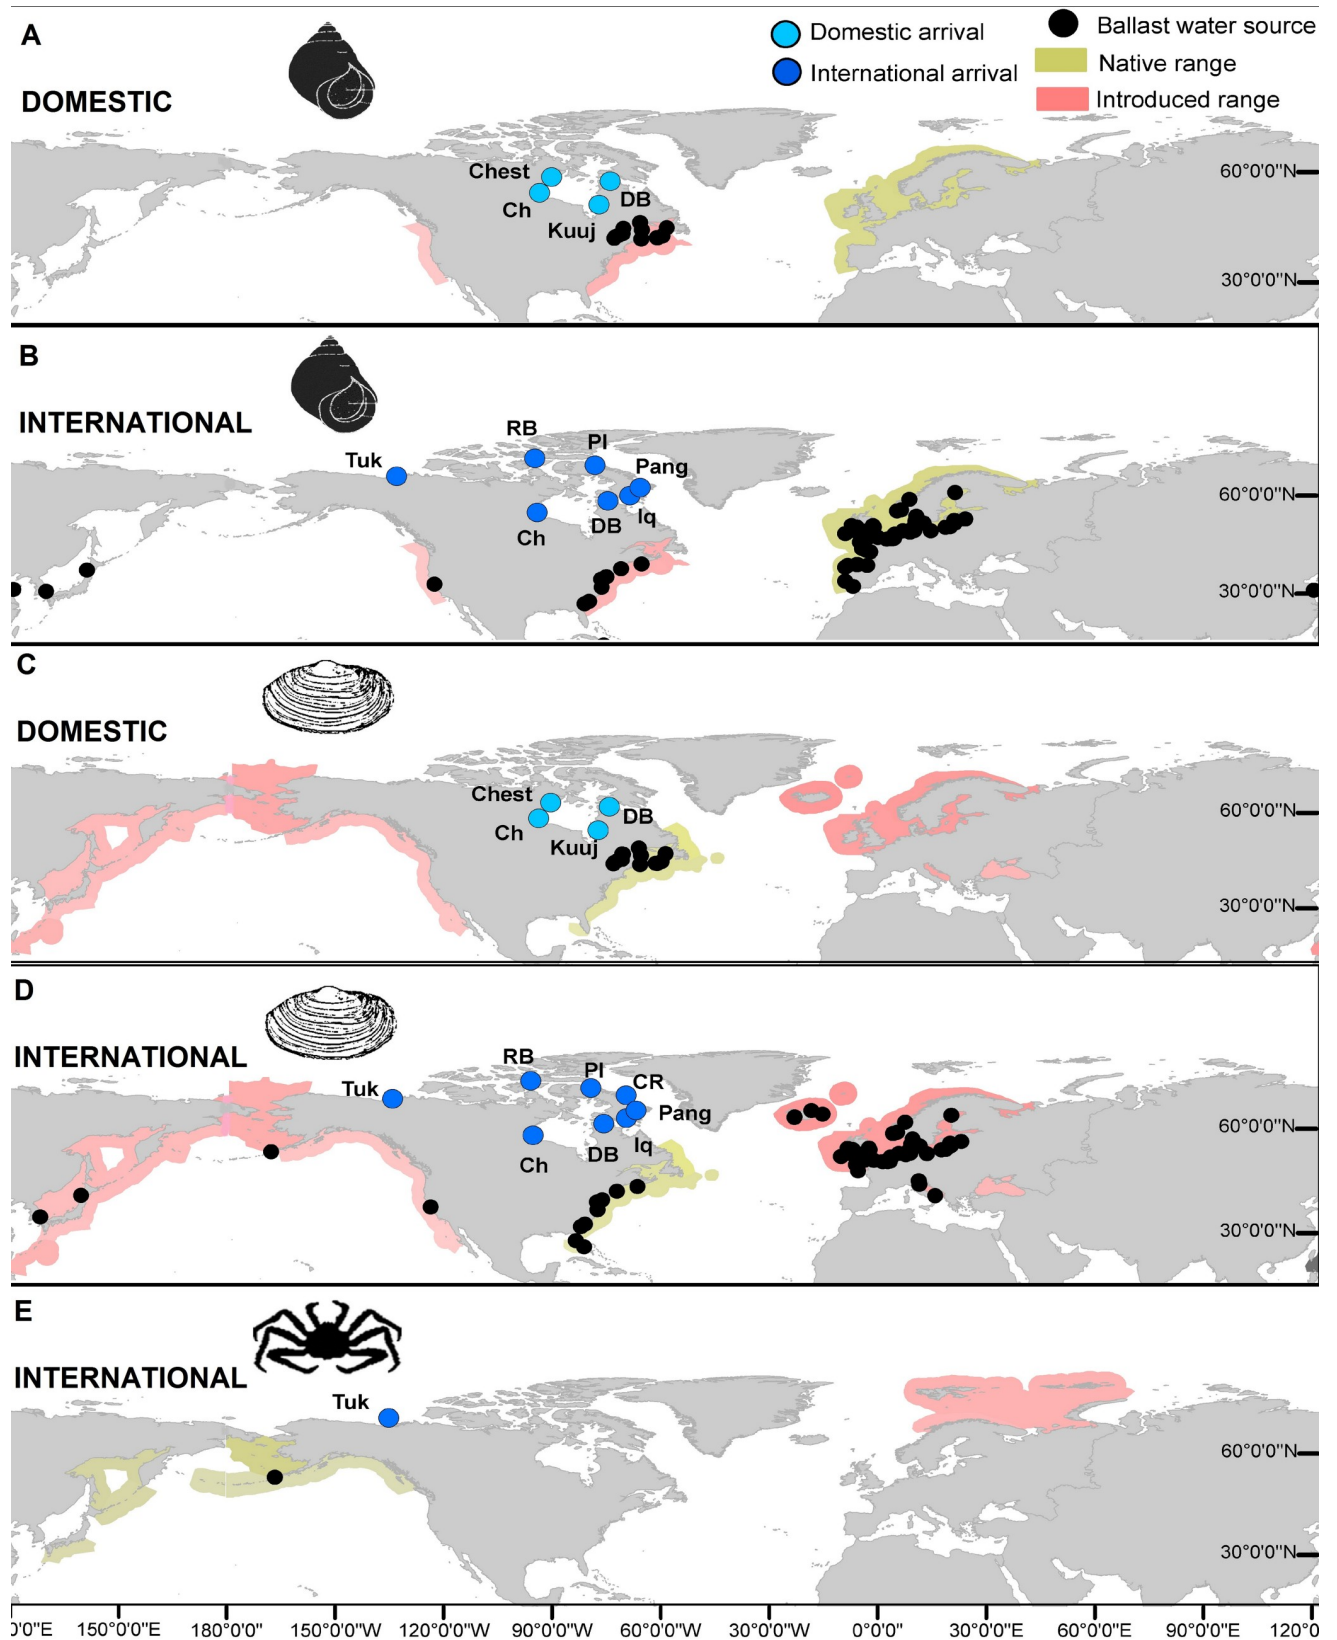 A
DOMESTIC
Domestic arrival
International arrival
Ballast water source
Native range
Introduced range
Chest
Ch
DB
Kuuj
60°0'0"N
30°0'0"N
B
INTERNATIONAL
Tuk
RB
PI
Pang
Ch
DB
Iq
60°0'0"N
30°0'0"N
C
DOMESTIC
Chest
Ch
DB
Kuuj
60°0'0"N
30°0'0"N
D
INTERNATIONAL
Tuk
RB
PI
CR
Pang
Ch
DB
Iq
60°0'0"N
30°0'0"N
E
INTERNATIONAL
Tuk
60°0'0"N
30°0'0"N
0'0"E 150°0'0"E 180°0'0" 150°0'0"W 120°0'0"W 90°0'0"W 60°0'0"W 30°0'0"W 0°0'0" 30°0'0"E 60°0'0"E 90°0'0"E 120°0